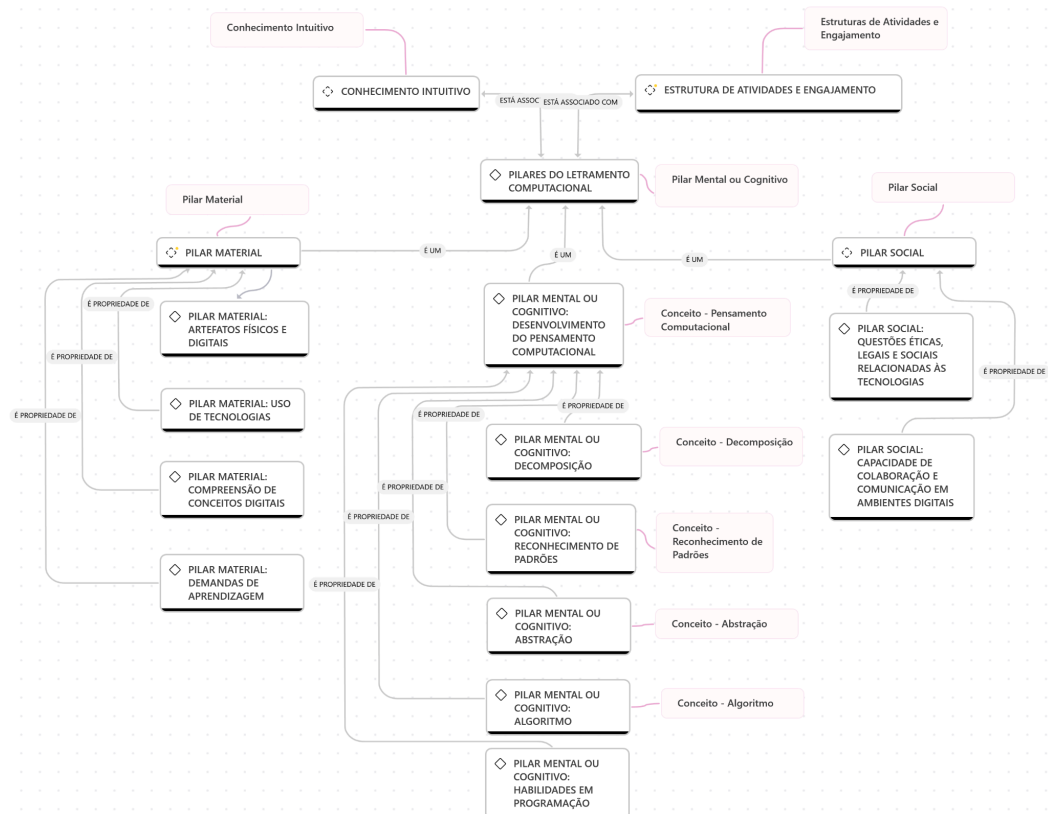 Conhecimento Intuitivo
Estruturas de Atividades e
Engajamento
CONHECIMENTO INTUITIVO
ESTÁ ASSOC
ESTÁ ASSOCIADO COM
ESTRUTURA DE ATIVIDADES E ENGAJAMENTO
PILARES DO LETRAMENTO
COMPUTACIONAL
Pilar Mental ou Cognitivo
Pilar Material
Pilar Social
PILAR MATERIAL
É UM
É UM
É UM
PILAR SOCIAL
É PROPRIEDADE DE
PILAR MATERIAL:
ARTEFATOS FÍSICOS E
DIGITAIS
É PROPRIEDADE DE
PILAR MATERIAL: USO
DE TECNOLOGIAS
É PROPRIEDADE DE
PILAR MATERIAL:
COMPREENSÃO DE
CONCEITOS DIGITAIS
PILAR MATERIAL:
DEMANDAS DE
APRENDIZAGEM
PILAR MENTAL OU
COGNITIVO:
DESENVOLVIMENTO
DO PENSAMENTO
COMPUTACIONAL
Conceito - Pensamento
Computacional
É PROPRIEDADE DE
É PROPRIEDADE DE
PILAR MENTAL OU
COGNITIVO:
DECOMPOSIÇÃO
Conceito - Decomposição
É PROPRIEDADE DE
PILAR MENTAL OU
COGNITIVO:
RECONHECIMENTO DE
PADRÕES
Conceito -
Reconhecimento de
Padrões
É PROPRIEDADE DE
É PROPRIEDADE DE
PILAR MENTAL OU
COGNITIVO:
ABSTRAÇÃO
Conceito - Abstração
PILAR MENTAL OU
COGNITIVO:
ALGORITMO
Conceito - Algoritmo
PILAR MENTAL OU
COGNITIVO:
HABILIDADES EM
PROGRAMAÇÃO
É PROPRIEDADE DE
PILAR SOCIAL:
QUESTÕES ÉTICAS,
LEGAIS E SOCIAIS
RELACIONADAS ÀS
TECNOLOGIAS
É PROPRIEDADE DE
PILAR SOCIAL:
CAPACIDADE DE
COLABORAÇÃO E
COMUNICAÇÃO EM
AMBIENTES DIGITAIS